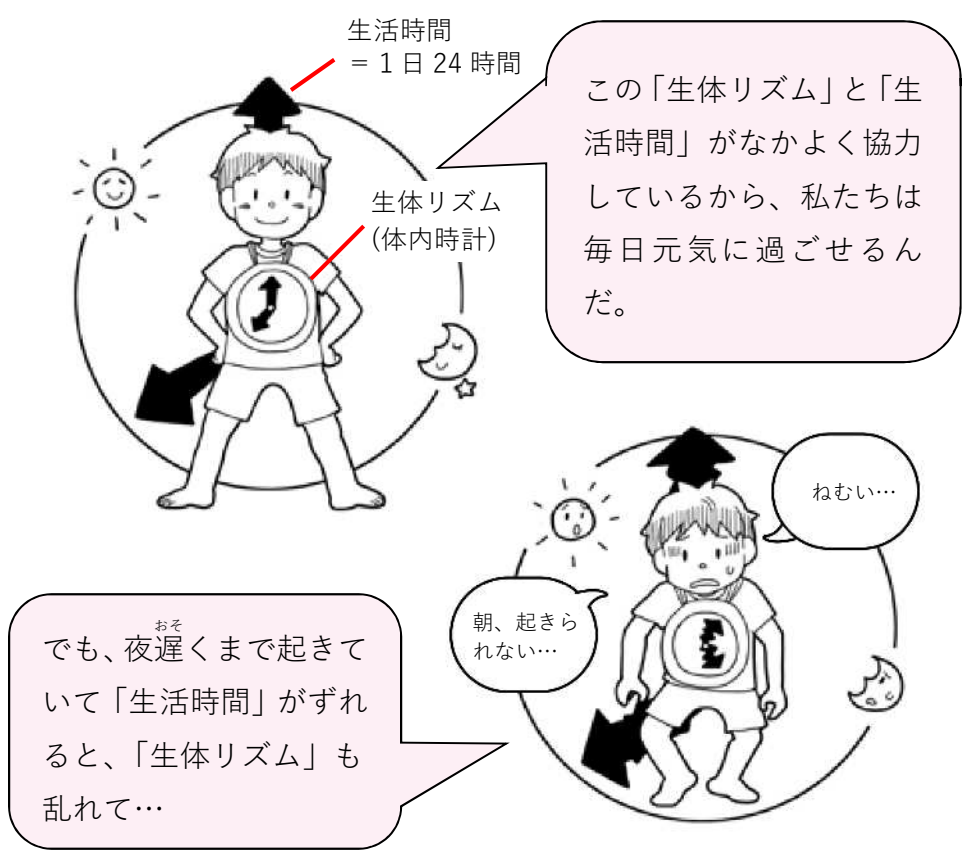 生活時間
＝1日24時間
この「生体リズム」と「生
活時間」がなかよく協力
しているから、私たちは
毎日元気に過ごせるん
だ。
生体リズム
(体内時計)
ねむい…
朝、起きら
れない…
おそ
でも、夜遅くまで起きて
いて「生活時間」がずれ
ると、「生体リズム」も
乱れて…